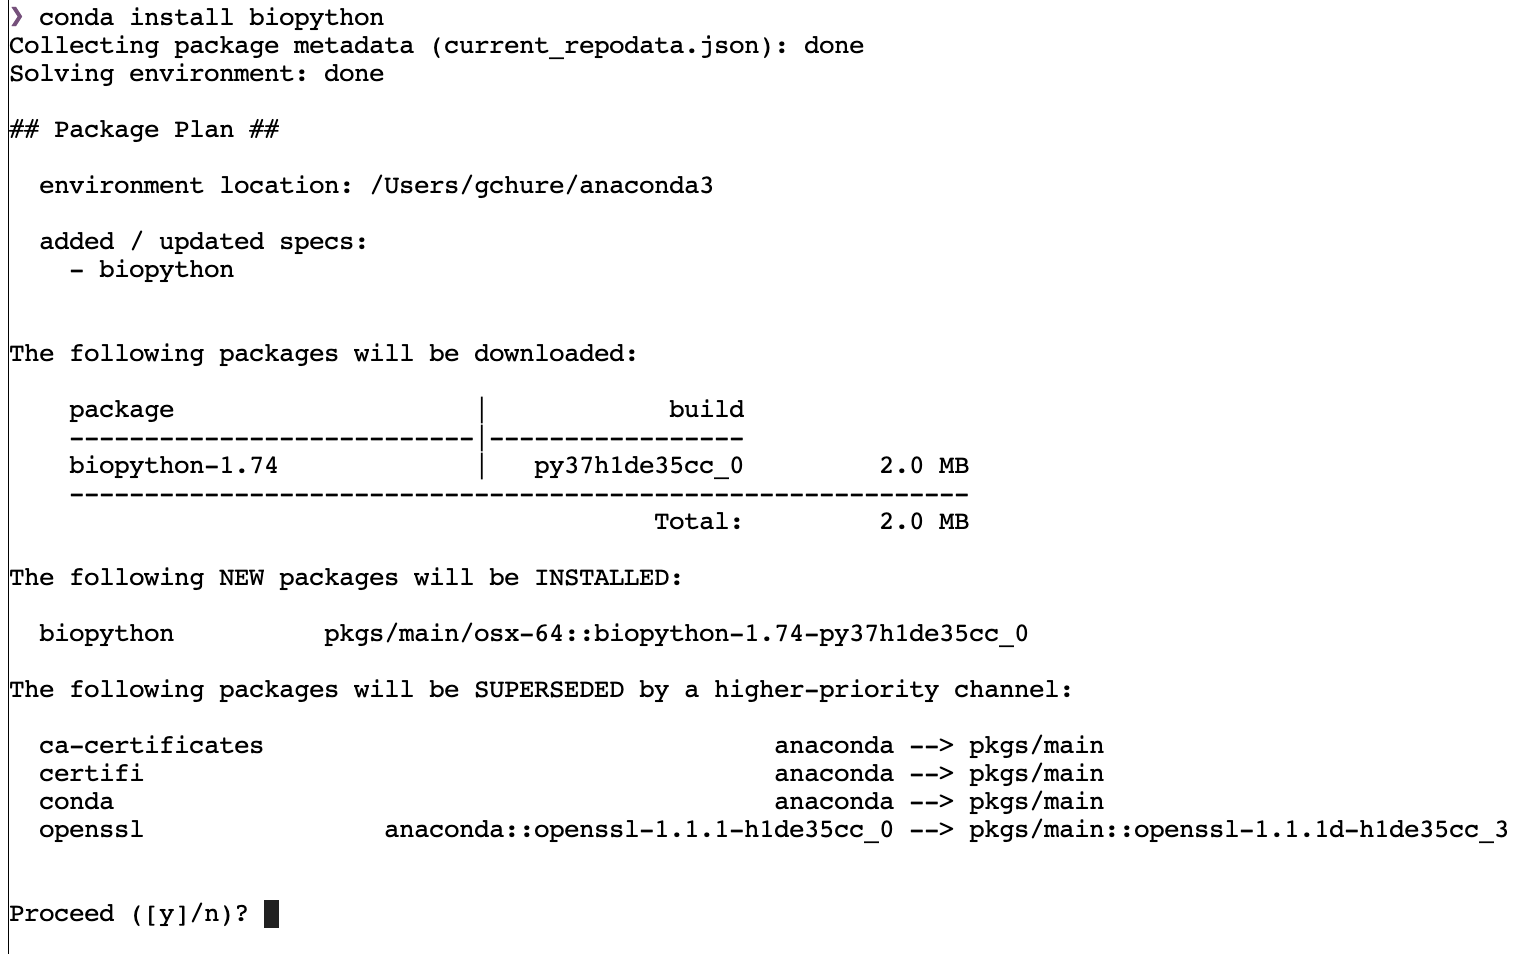 ❯ conda install biopython
Collecting package metadata (current_repodata.json): done
Solving environment: done
## Package Plan ##
environment location: /Users/gchure/anaconda3
added / updated specs:
- biopython
The following packages will be downloaded:
package | build
---------------------------|-----------------
biopython-1.74 | py37h1de35cc_0 2.0 MB
------------------------------------------------------------
Total: 2.0 MB
The following NEW packages will be INSTALLED:
biopython pkgs/main/osx-64::biopython-1.74-py37h1de35cc_0
The following packages will be SUPERSEDED by a higher-priority channel:
ca-certificates anaconda --> pkgs/main
certifi anaconda --> pkgs/main
conda anaconda --> pkgs/main
openssl anaconda::openssl-1.1.1-h1de35cc_0 --> pkgs/main::openssl-1.1.1d-h1de35cc_3
Proceed ([y]/n)?